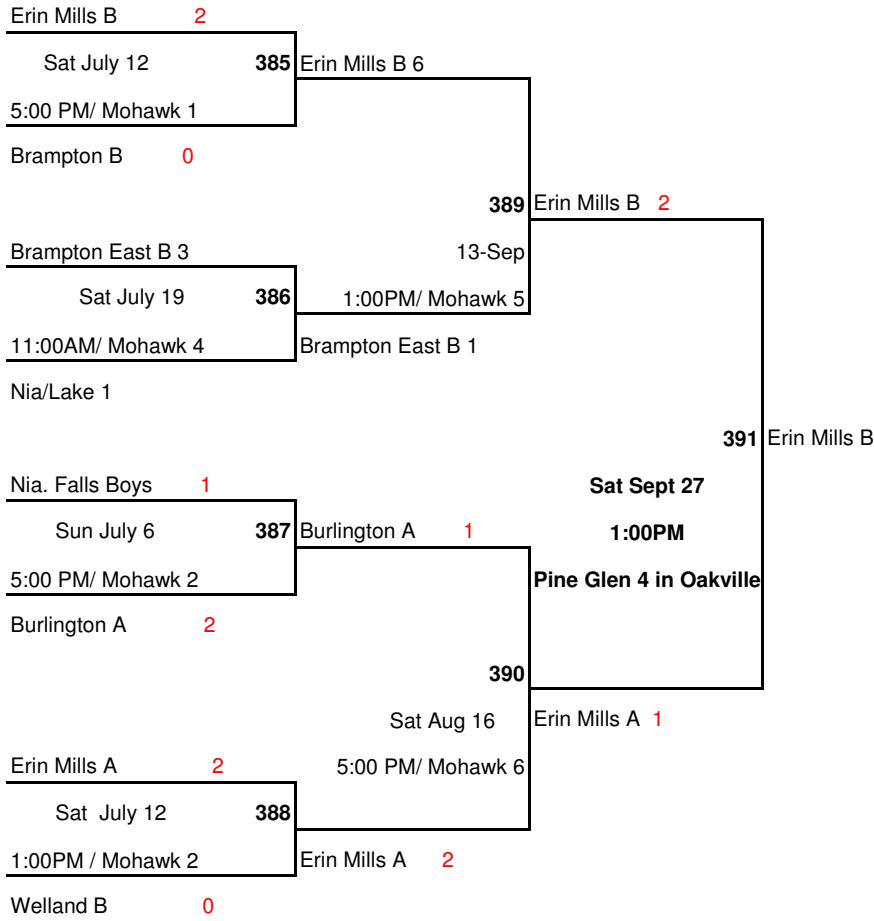 Erin Mills B 2
Sat July 12 385 Erin Mills B 6
5:00 PM/ Mohawk 1
Brampton B 0
389 Erin Mills B 2
Brampton East B 3 13-Sep
Sat July 19 386 1:00PM/ Mohawk 5
11:00AM/ Mohawk 4 Brampton East B 1
Nia/Lake 1
391 Erin Mills B
Nia. Falls Boys 1 Sat Sept 27
Sun July 6 387 Burlington A 1 1:00PM
5:00 PM/ Mohawk 2 Pine Glen 4 in Oakville
Burlington A 2
390
Sat Aug 16 Erin Mills A 1
Erin Mills A 2 5:00 PM/ Mohawk 6
Sat July 12 388
1:00PM / Mohawk 2 Erin Mills A 2
Welland B 0